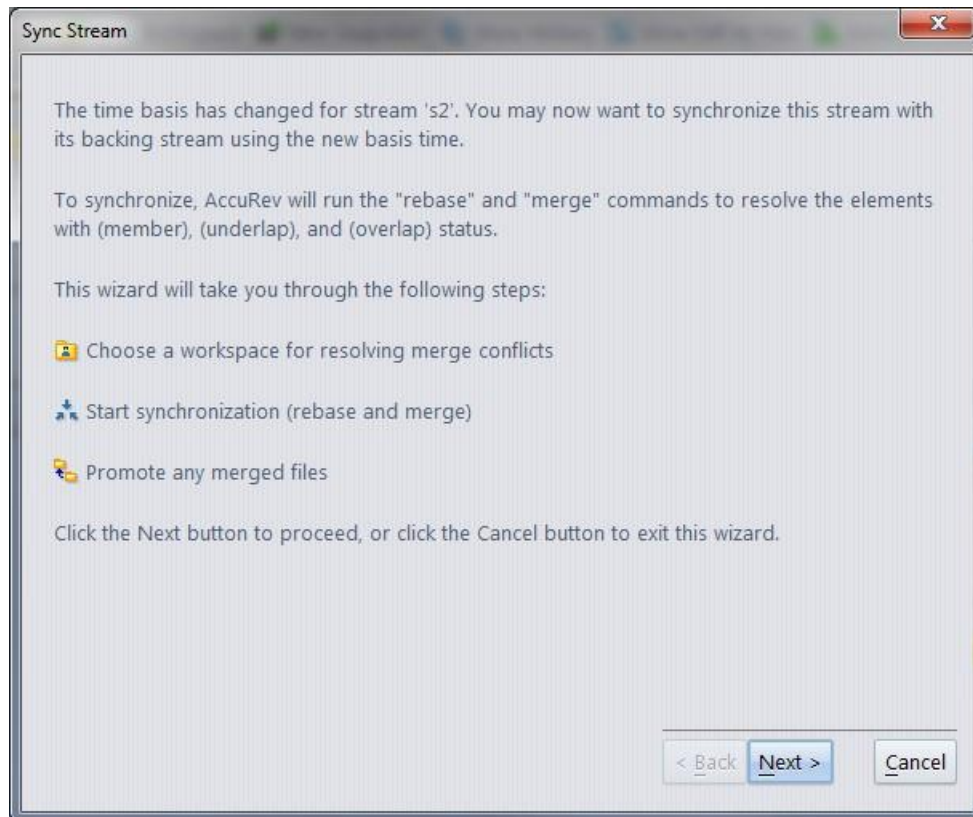 Sync Stream
The time basis has changed for stream 's2'. You may now want to synchronize this stream with
its backing stream using the new basis time.
To synchronize, AccuRev will run the "rebase" and "merge" commands to resolve the elements
with (member), (underlap), and (overlap) status.
This wizard will take you through the following steps:
Choose a workspace for resolving merge conflicts
Start synchronization (rebase and merge)
Promote any merged files
Click the Next button to proceed, or click the Cancel button to exit this wizard.
< Back Next > Cancel